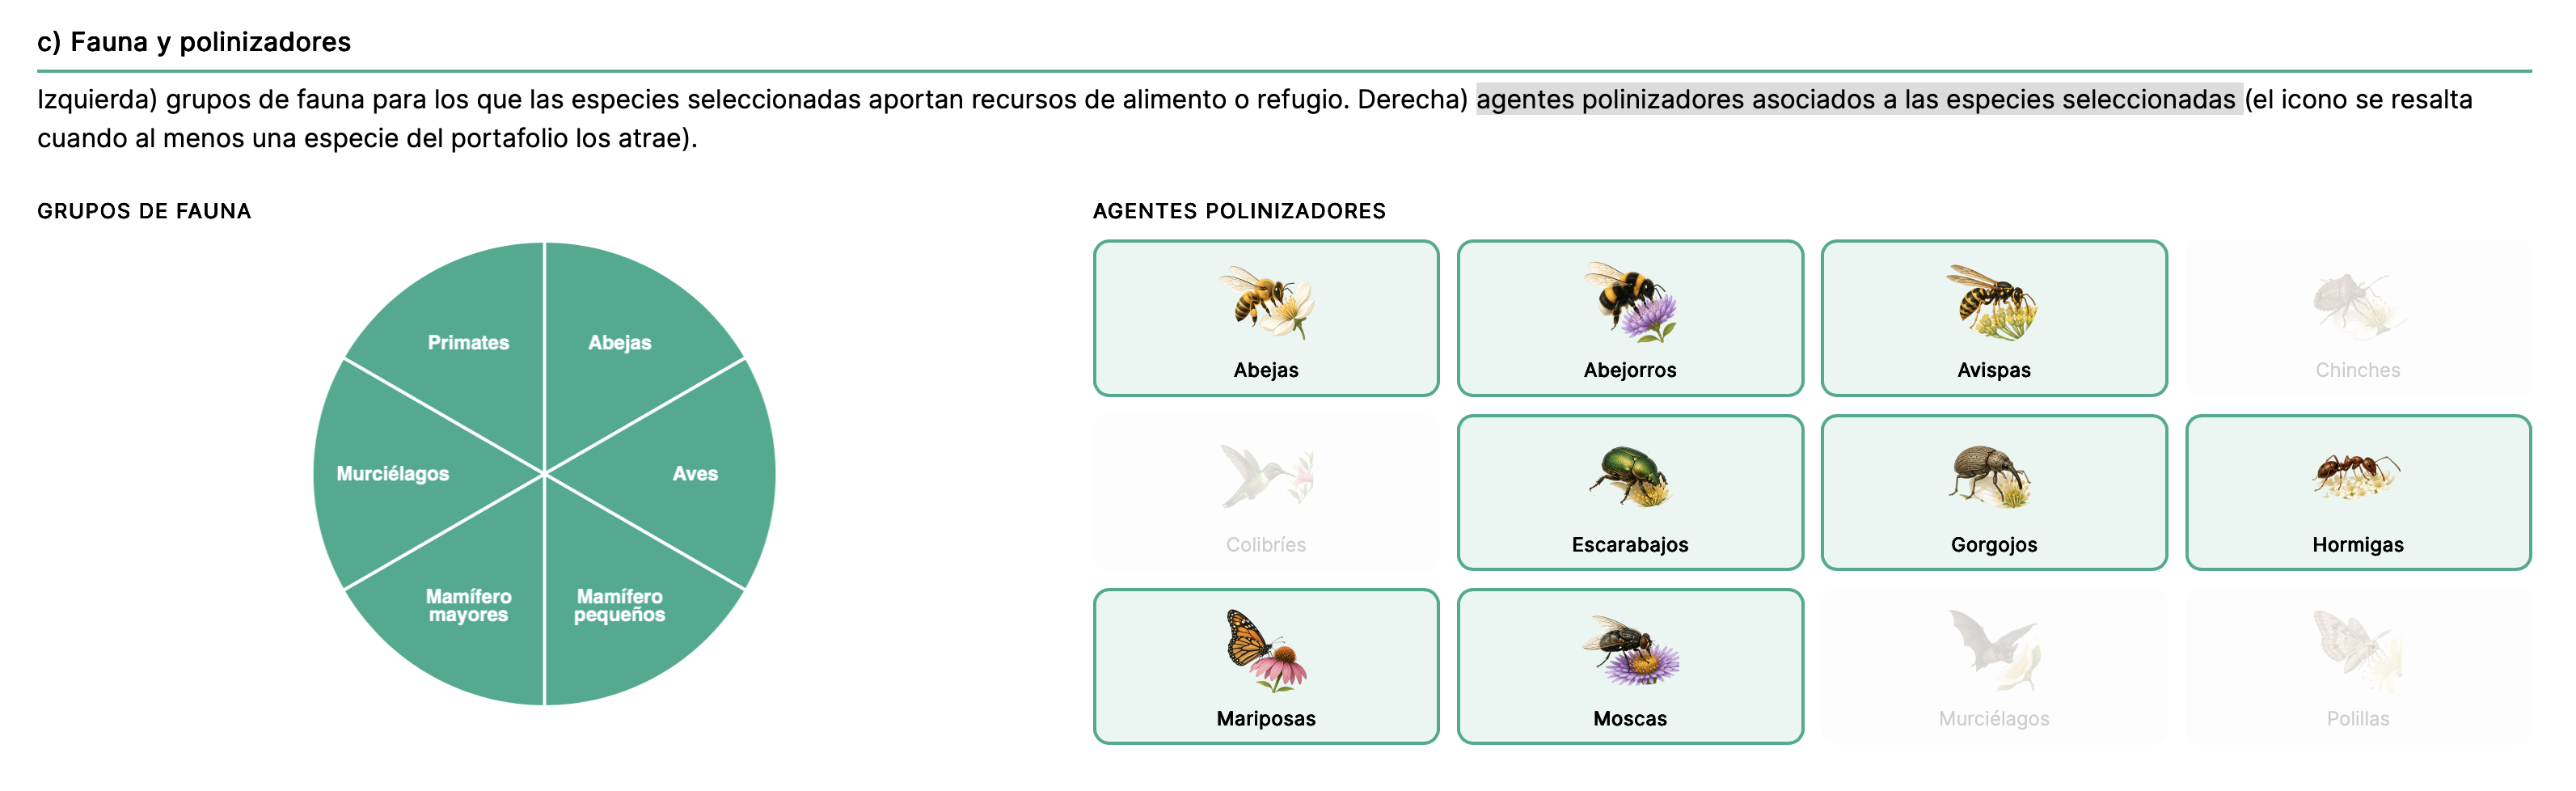 c) Fauna y polinizadores
Izquierda) grupos de fauna para los que las especies seleccionadas aportan recursos de alimento o refugio. Derecha) agentes polinizadores asociados a las especies seleccionadas (el icono se resalta
cuando al menos una especie del portafolio los atrae).
GRUPOS DE FAUNA
Primates
Abejas
Murciélagos
Aves
Mamífero
mayores
Mamífero
pequeños
AGENTES POLINIZADORES
Abejas
Abejorros
Avispas
Chinches
Colibríes
Escarabajos
Gorgojos
Hormigas
Mariposas
Moscas
Murciélagos
Polillas